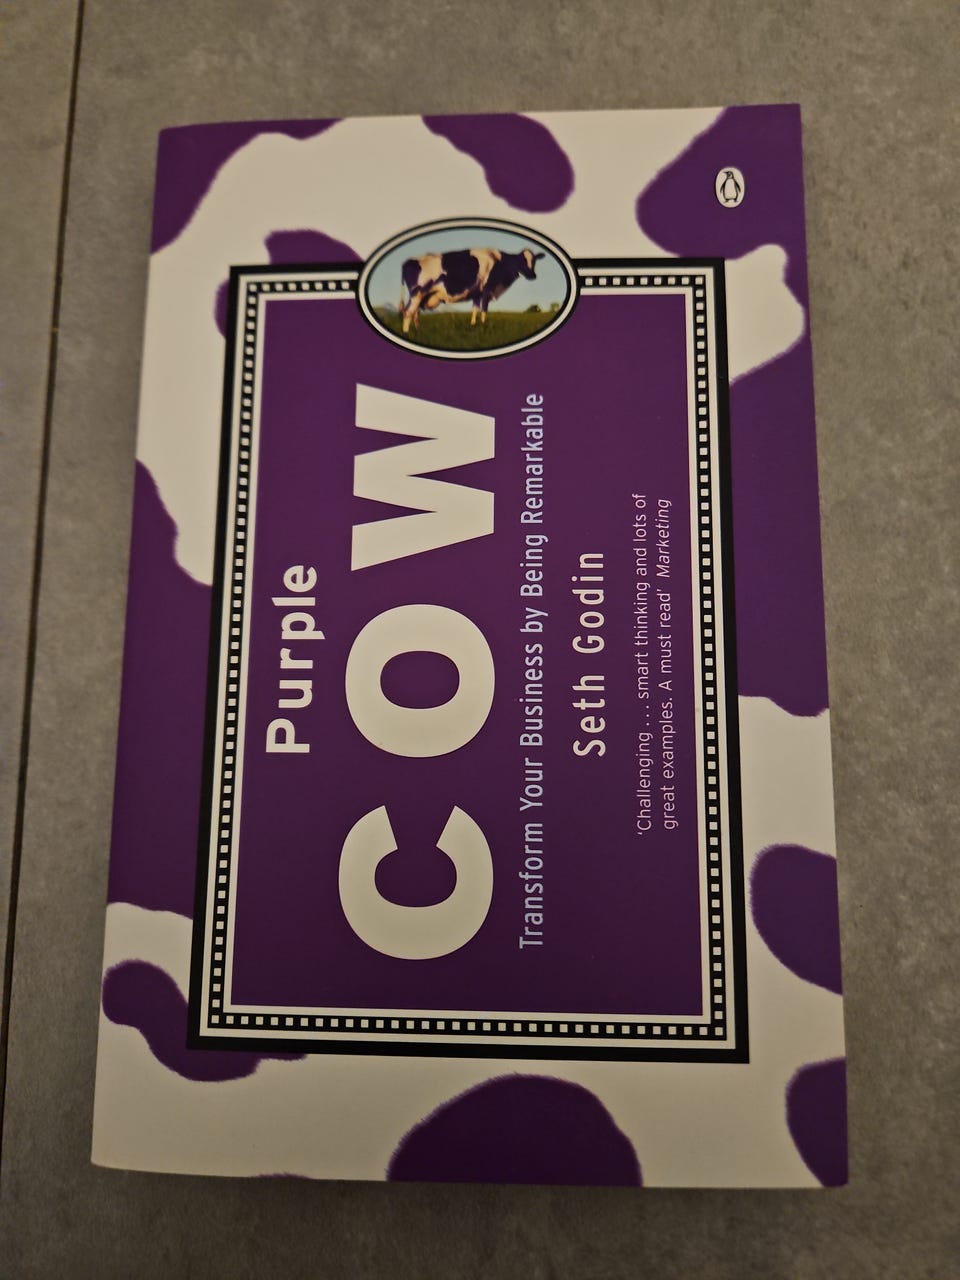 Purple
COW
Transform Your Business by Being Remarkable
Seth Godin
‘Challenging . . . smart thinking and lots of
great examples. A must read’ Marketing